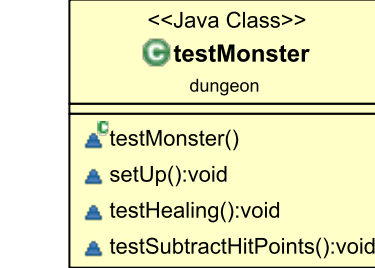 <<Java Class>>
C testMonster
dungeon
C testMonster()
setUp():void
testHealing():void
testSubtractHitPoints():void